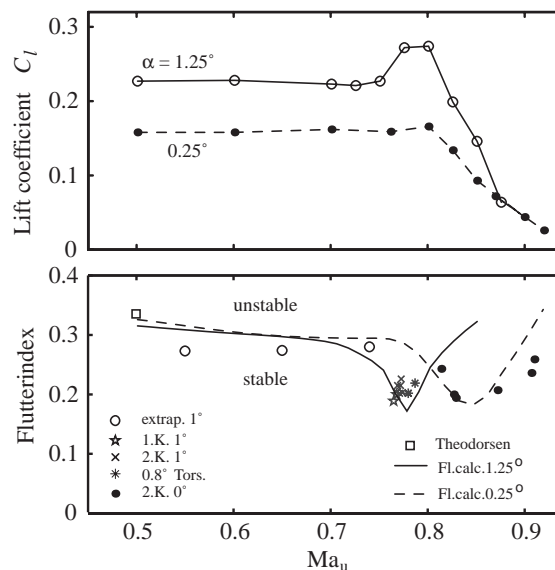 0.3
0.2
0.1
0
Lift coefficient C_l
α = 1.25°
0.25°
0.4
0.3
0.2
0.1
0
Flutterindex
unstable
stable
extrap. 1°
1.K. 1°
2.K. 1°
0.8° Tors.
2.K. 0°
Theodorsen
Fl.calc.1.25°
Fl.calc.0.25°
0.5 0.6 0.7 0.8 0.9
Ma_u